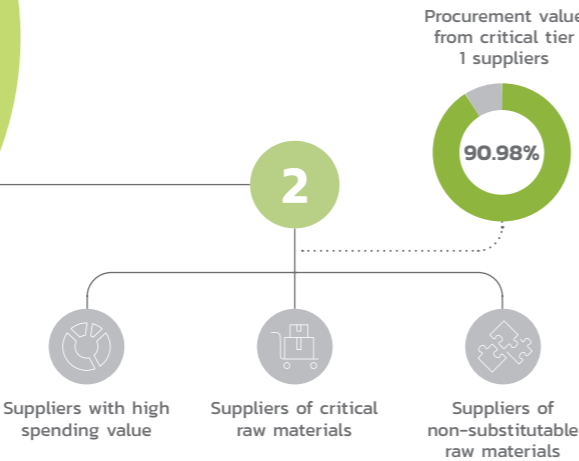 Procurement value
from critical tier
1 suppliers
90.98%
2
Suppliers with high
spending value
Suppliers of critical
raw materials
Suppliers of
non-substitutable
raw materials